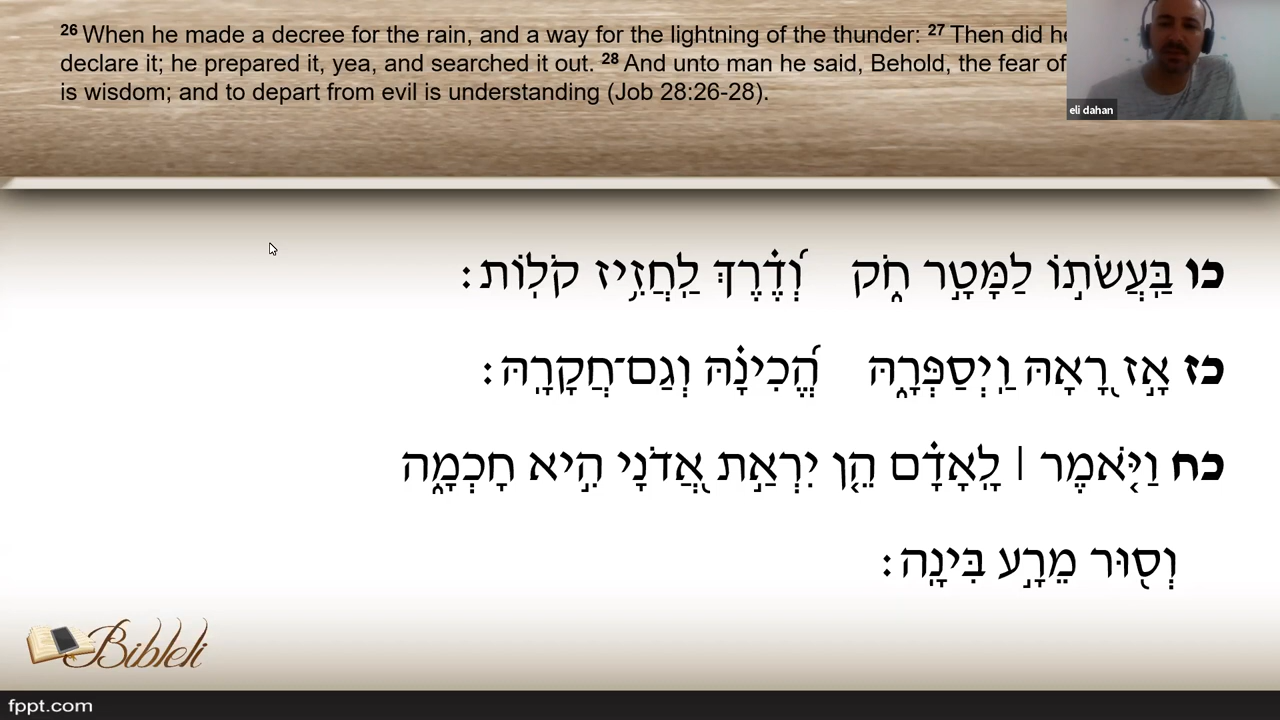 26 When he made a decree for the rain, and a way for the lightning of the thunder: 27 Then did he
declare it; he prepared it, yea, and searched it out. 28 And unto man he said, Behold, the fear of
is wisdom; and to depart from evil is understanding (Job 28:26-28).
eli dahan
כו בַּעֲשֹׂת֣וֹ לַמָּטָ֣ר חֹ֑ק וְ֝דֶ֗רֶךְ לַחֲזִ֥יז קֹלֽוֹת׃
כז אָ֣ז רָ֭אָהּ וַֽיְסַפְּרָ֑הּ הֱ֝כִינָ֗הּ וְגַם־חֲקָרָֽהּ׃
כח וַיֹּ֤אמֶר ׀ לָֽאָדָ֗ם הֵ֤ן יִרְאַ֣ת אֲ֭דֹנָי הִ֣יא חָכְמָ֑ה
וְס֖וּר מֵרָ֣ע בִּינָֽה׃
Bibleli
fppt.com